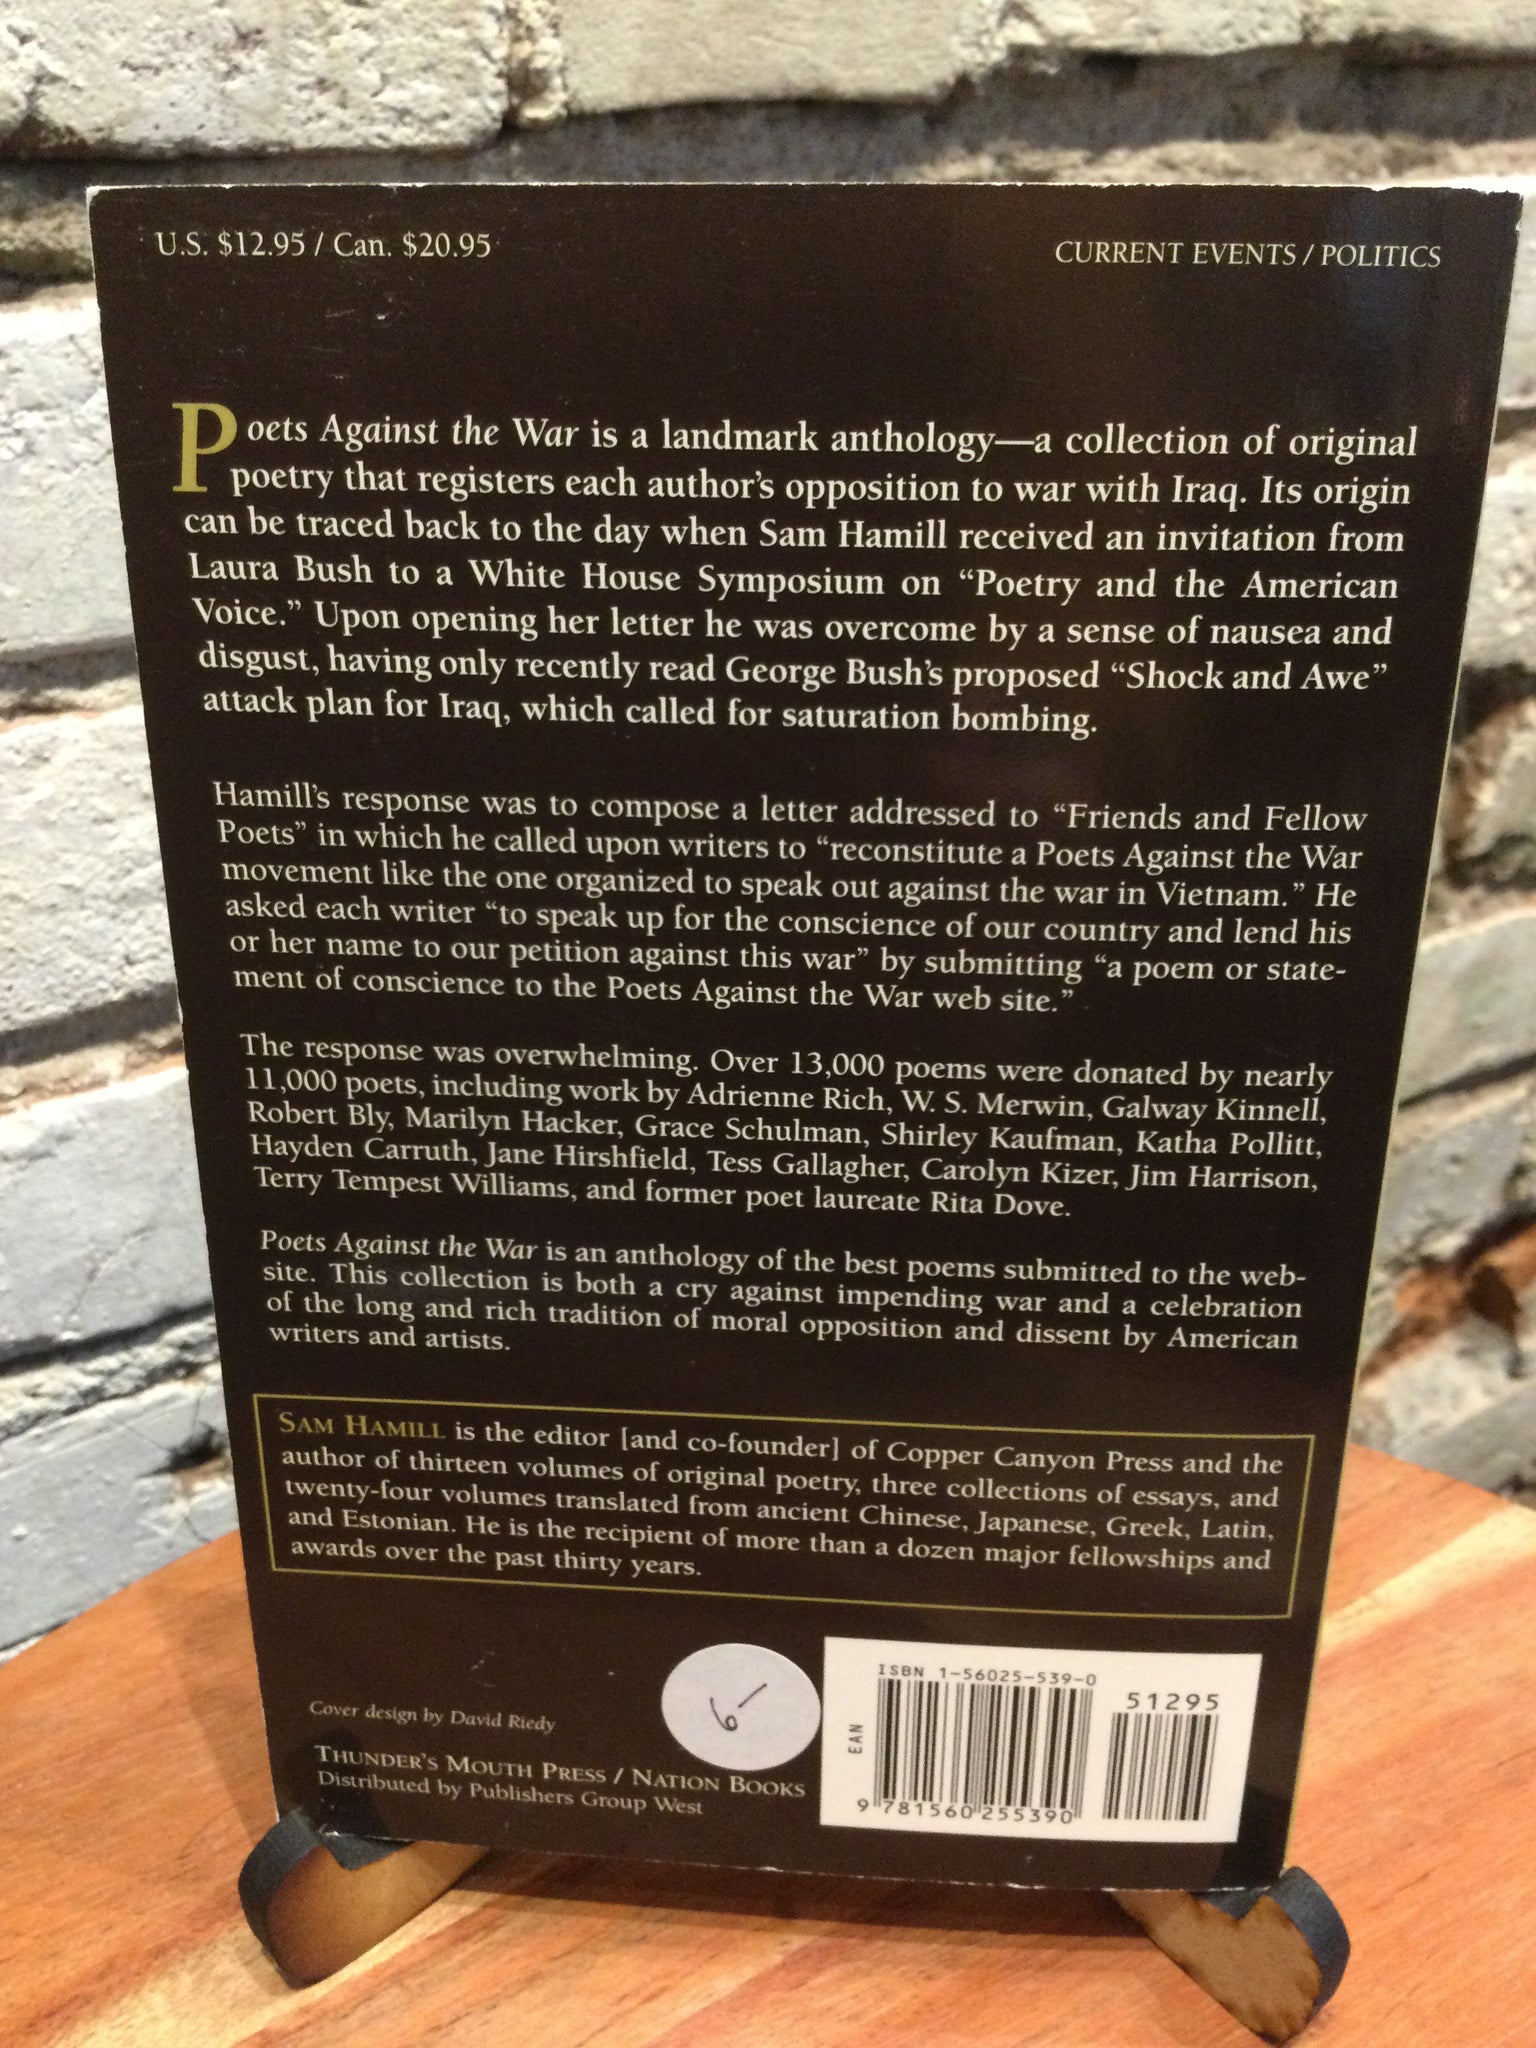 U.S. $12.95 / Can. $20.95
CURRENT EVENTS / POLITICS
Poets Against the War is a landmark anthology—a collection of original
poetry that registers each author's opposition to war with Iraq. Its origin
can be traced back to the day when Sam Hamill received an invitation from
Laura Bush to a White House Symposium on “Poetry and the American
Voice.” Upon opening her letter he was overcome by a sense of nausea and
disgust, having only recently read George Bush's proposed “Shock and Awe”
attack plan for Iraq, which called for saturation bombing.
Hamill's response was to compose a letter addressed to “Friends and Fellow
Poets” in which he called upon writers to “reconstitute a Poets Against the War
movement like the one organized to speak out against the war in Vietnam.” He
asked each writer “to speak up for the conscience of our country and lend his
or her name to our petition against this war” by submitting “a poem or state-
ment of conscience to the Poets Against the War web site.”
The response was overwhelming. Over 13,000 poems were donated by nearly
11,000 poets, including work by Adrienne Rich, W. S. Merwin, Galway Kinnell,
Robert Bly, Marilyn Hacker, Grace Schulman, Shirley Kaufman, Katha Pollitt,
Hayden Carruth, Jane Hirshfield, Tess Gallagher, Carolyn Kizer, Jim Harrison,
Terry Tempest Williams, and former poet laureate Rita Dove.
Poets Against the War is an anthology of the best poems submitted to the web-
site. This collection is both a cry against impending war and a celebration
of the long and rich tradition of moral opposition and dissent by American
writers and artists.
SAM HAMILL is the editor [and co-founder] of Copper Canyon Press and the
author of thirteen volumes of original poetry, three collections of essays, and
twenty-four volumes translated from ancient Chinese, Japanese, Greek, Latin,
and Estonian. He is the recipient of more than a dozen major fellowships and
awards over the past thirty years.
Cover design by David Riedy
THUNDER'S MOUTH PRESS / NATION BOOKS
Distributed by Publishers Group West
6–
ISBN 1-56025-539-0
51295
EAN
9 781560 255390